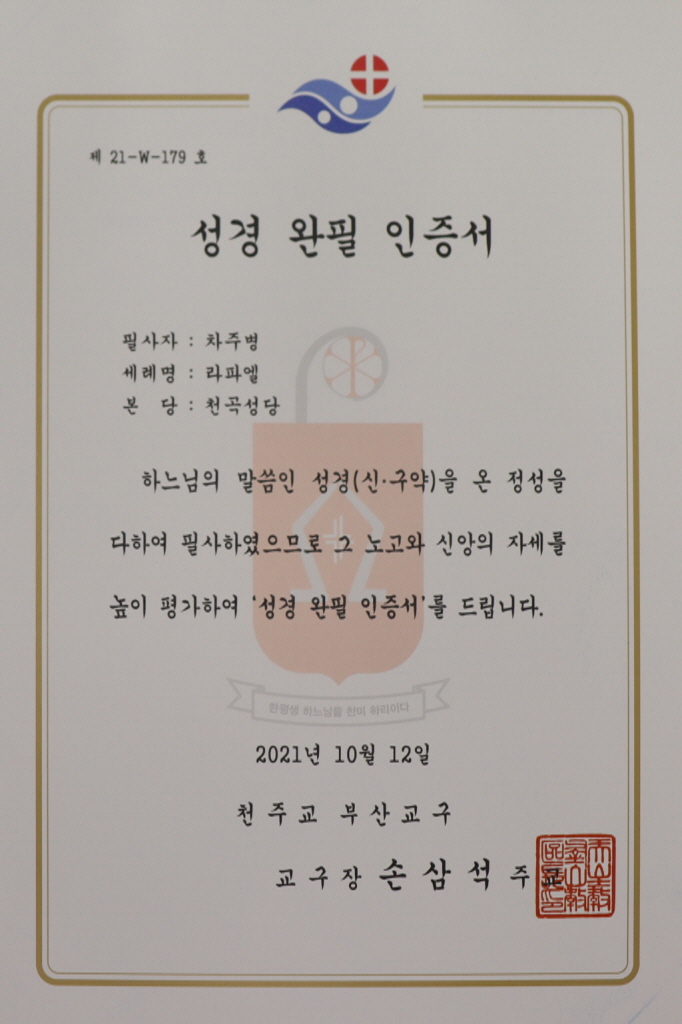 제 21-W-179 호
성경 완필 인증서
필사자 : 차주병
세례명 : 라파엘
본 당 : 천곡성당
하느님의 말씀인 성경(신·구약)을 온 정성을
다하여 필사하였으므로 그 노고와 신앙의 자세를
높이 평가하여 '성경 완필 인증서'를 드립니다.
한평생 하느님을 찬미 하리이다
2021년 10월 12일
천주교 부산교구
교구장 손삼석 주교